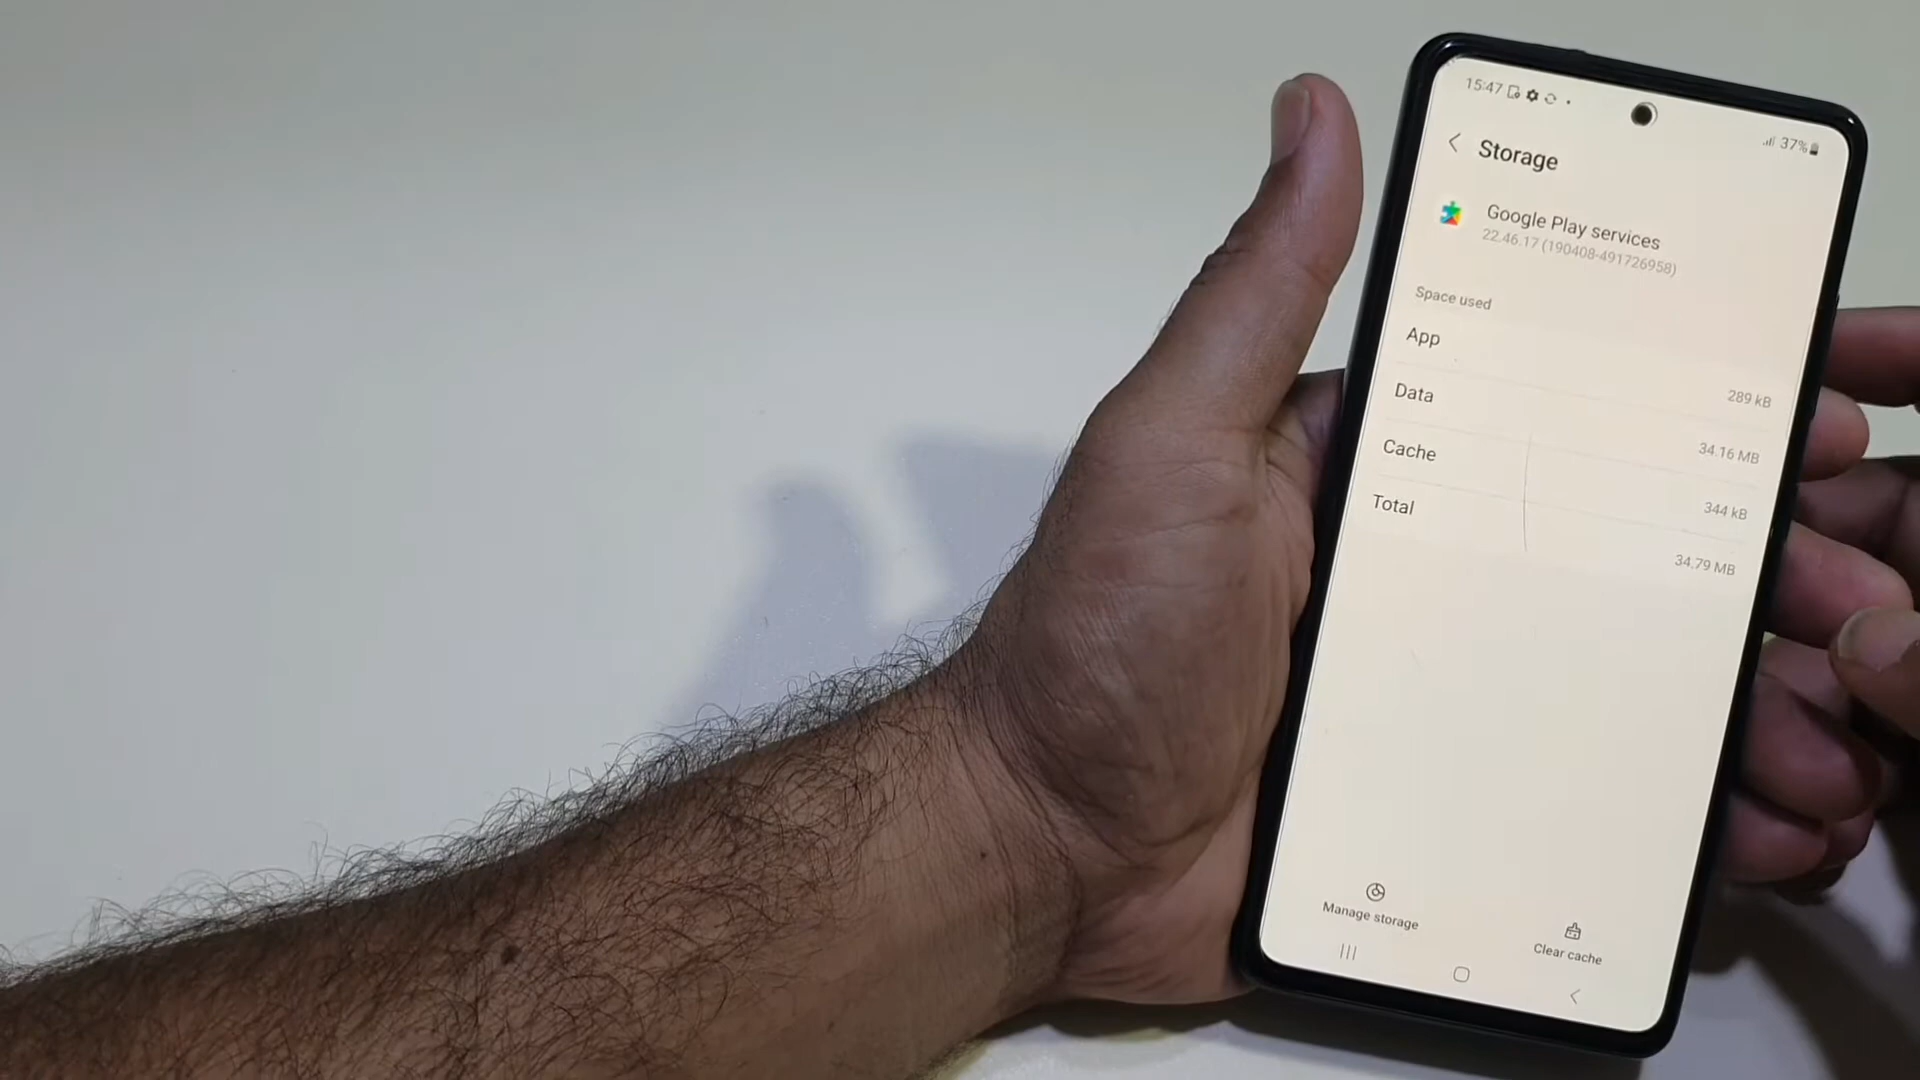 15:47
37%
Storage
Google Play services
22.46.17 (190408-491726958)
Space used
App
289 kB
Data
34.16 MB
Cache
344 kB
Total
34.79 MB
Manage storage
Clear cache